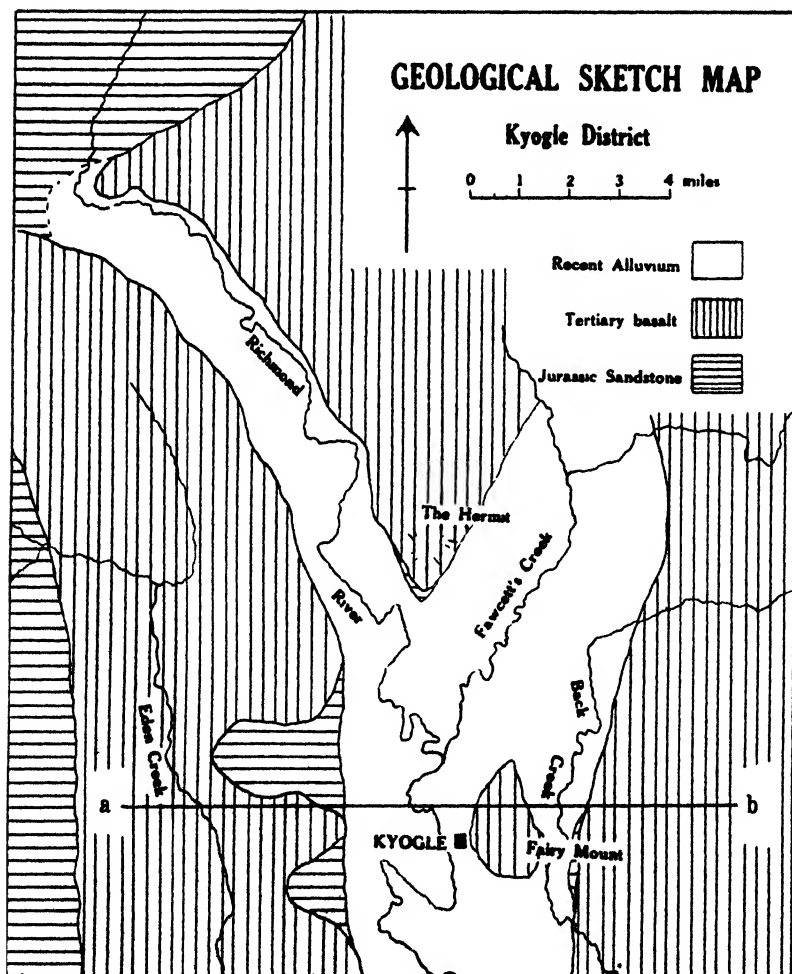 GEOLOGICAL SKETCH MAP
Kyogle District
0 1 2 3 4 miles
Recent Alluvium
Tertiary basalt
Jurassic Sandstone
Richmond
River
The Hermit
Fawcett's Creek
Back
Creek
Eden Creek
a
b
KYOGLE
Fairy Mount